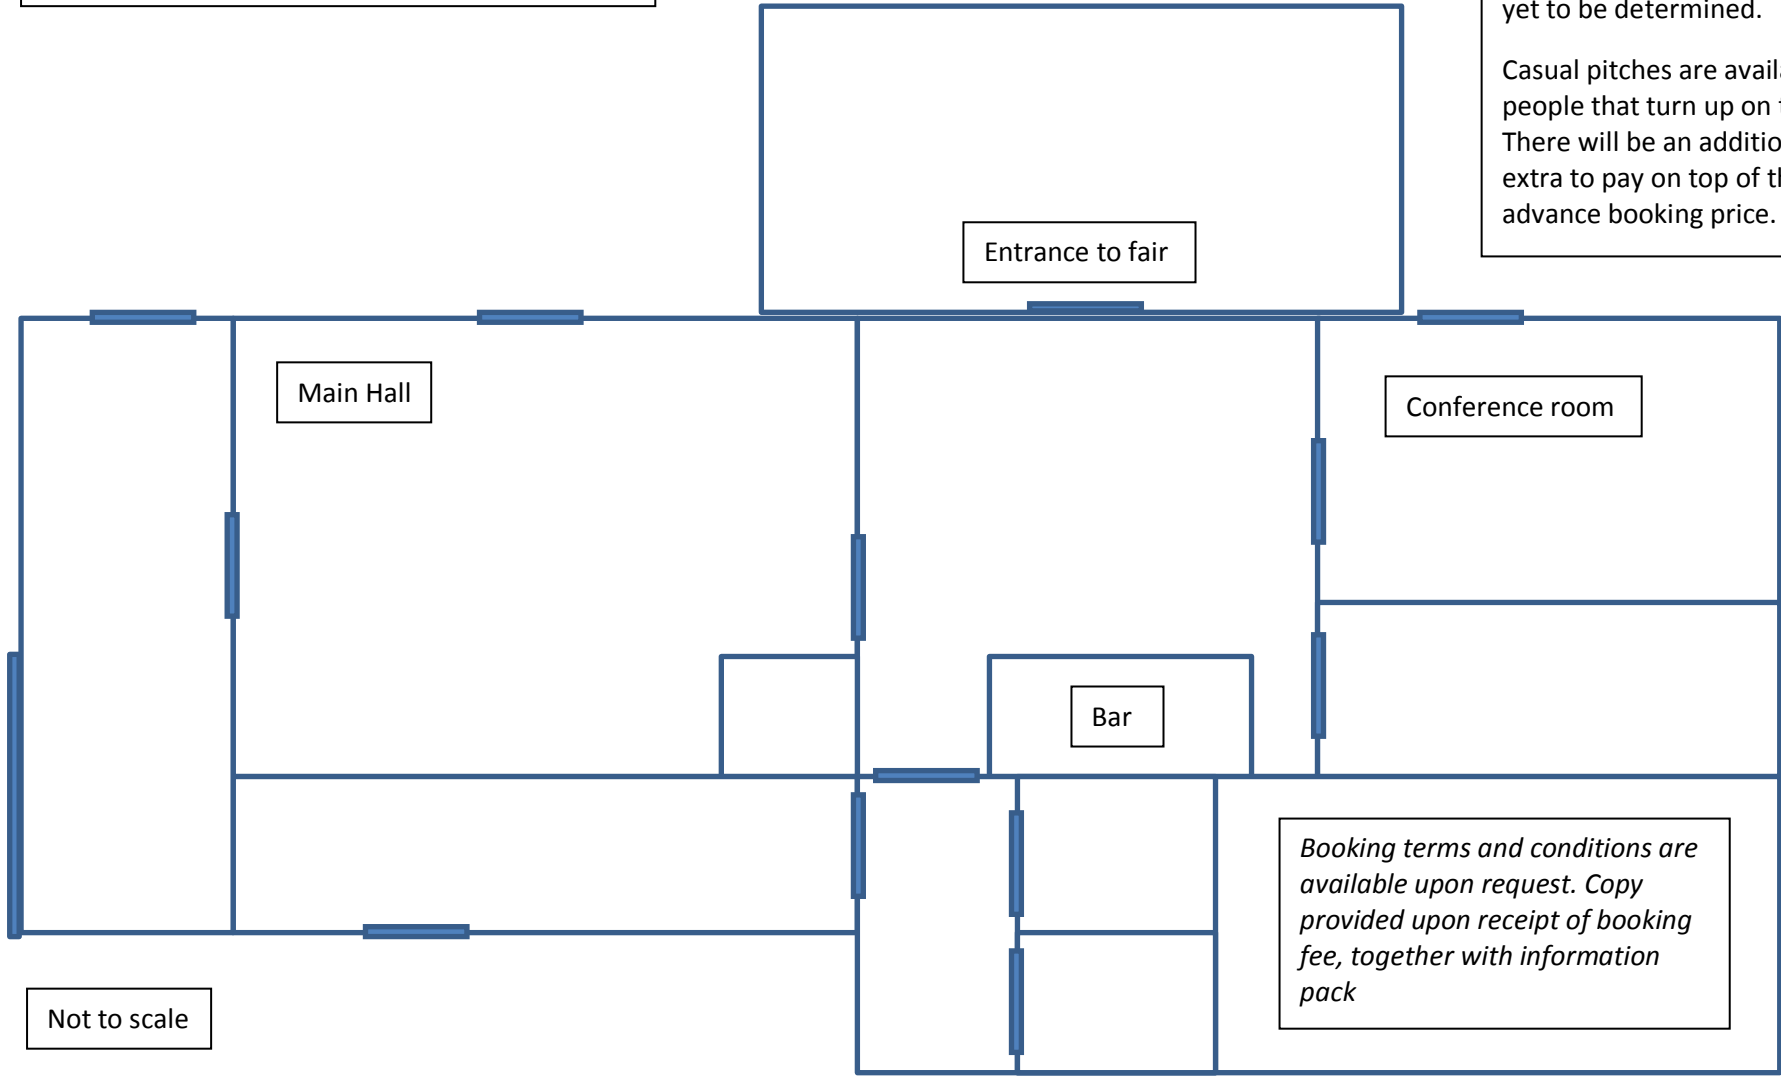 yet to be determined.
Casual pitches are
people that turn up on
There will be an
extra to pay on top of
advance booking price.
Entrance to fair
Main Hall
Conference room
Bar
Booking terms and conditions are
available upon request. Copy
provided upon receipt of booking
fee, together with information
pack
Not to scale